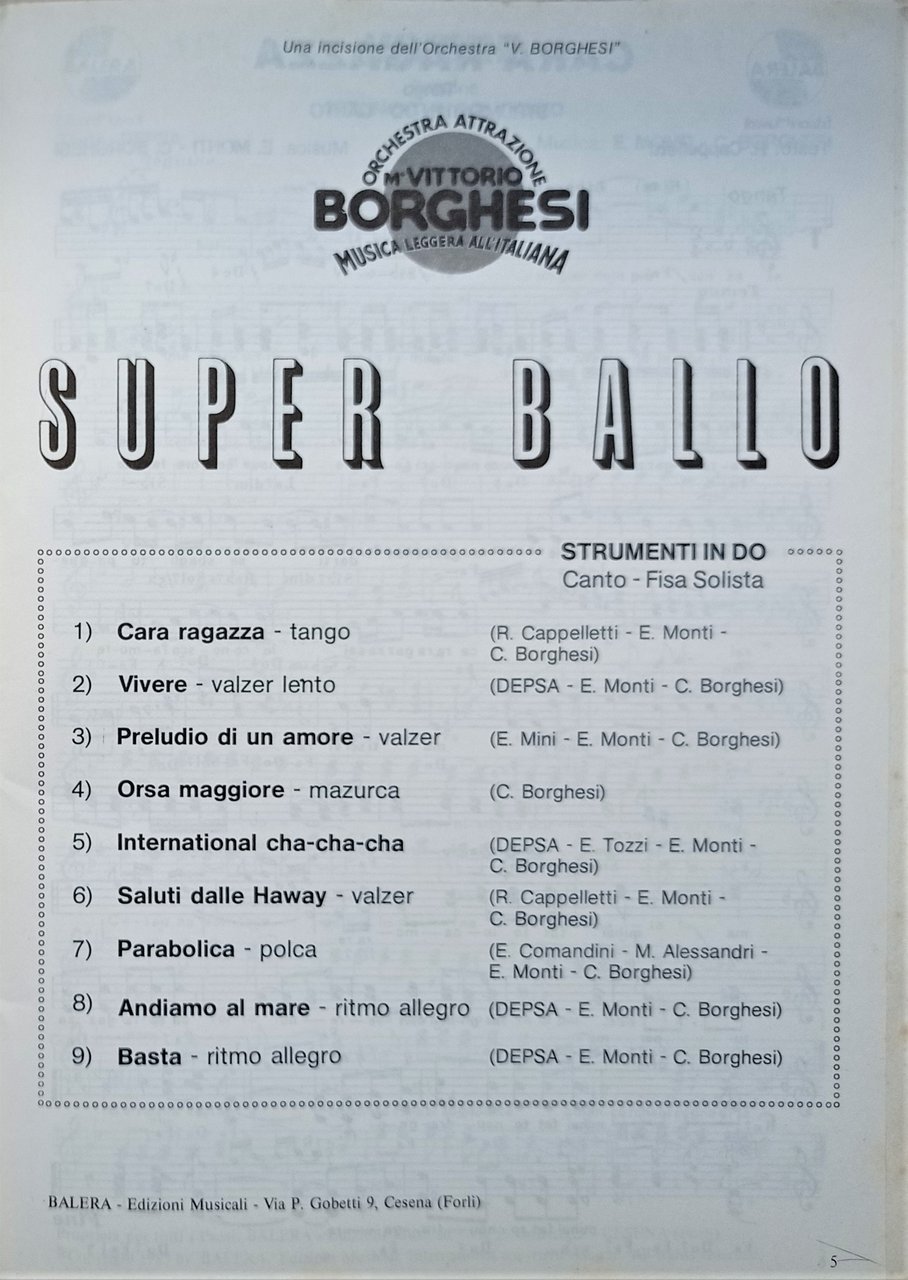 Una incisione dell'Orchestra "V. BORGHESI"
ORCHESTRA ATTRAZIONE
Mº VITTORIO
BORGHESI
MUSICA LEGGERA ALL'ITALIANA
SUPER BALLO
STRUMENTI IN DO
Canto - Fisa Solista
1) Cara ragazza - tango (R. Cappelletti - E. Monti -
C. Borghesi)
2) Vivere - valzer lento (DEPSA - E. Monti - C. Borghesi)
3) Preludio di un amore - valzer (E. Mini - E. Monti - C. Borghesi)
4) Orsa maggiore - mazurca (C. Borghesi)
5) International cha-cha-cha (DEPSA - E. Tozzi - E. Monti -
C. Borghesi)
6) Saluti dalle Haway - valzer (R. Cappelletti - E. Monti -
C. Borghesi)
7) Parabolica - polca (E. Comandini - M. Alessandri -
E. Monti - C. Borghesi)
8) Andiamo al mare - ritmo allegro (DEPSA - E. Monti - C. Borghesi)
9) Basta - ritmo allegro (DEPSA - E. Monti - C. Borghesi)
BALERA - Edizioni Musicali - Via P. Gobetti 9, Cesena (Forlì)
5